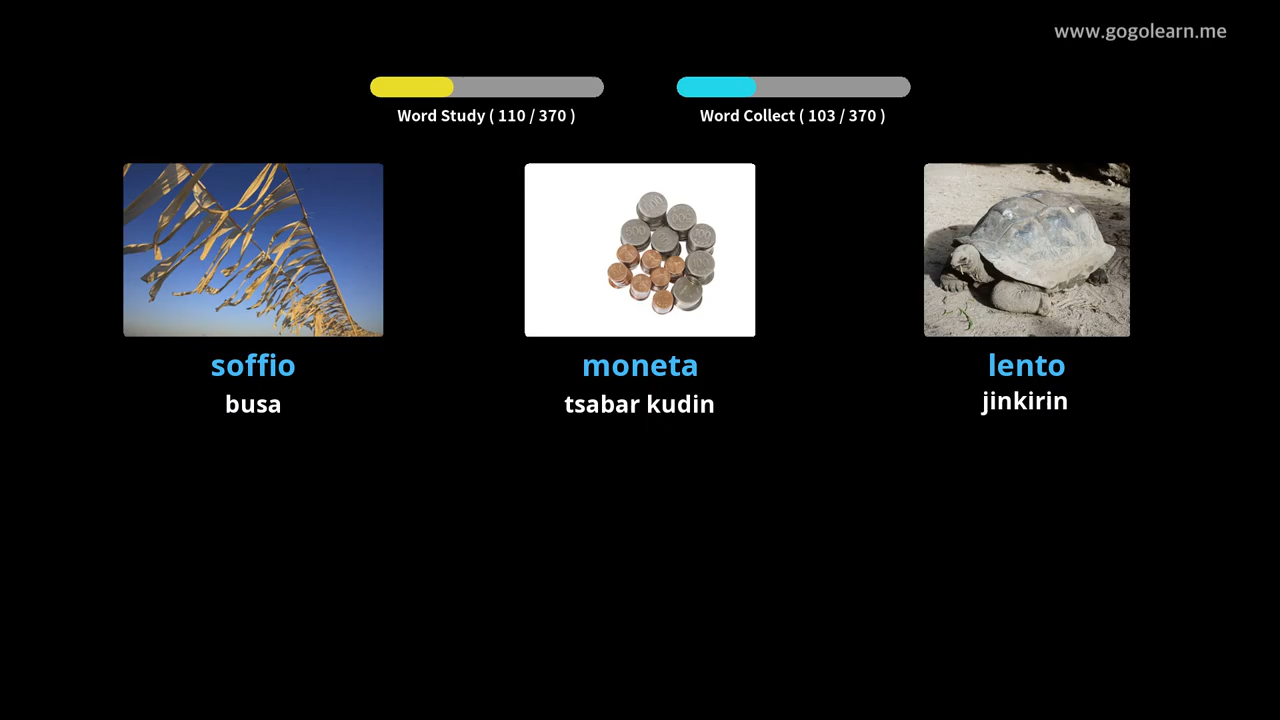 www.gogolearn.me
Word Study ( 110 / 370 )
Word Collect ( 103 / 370 )
soffio
busa
moneta
tsabar kudin
lento
jinkirin